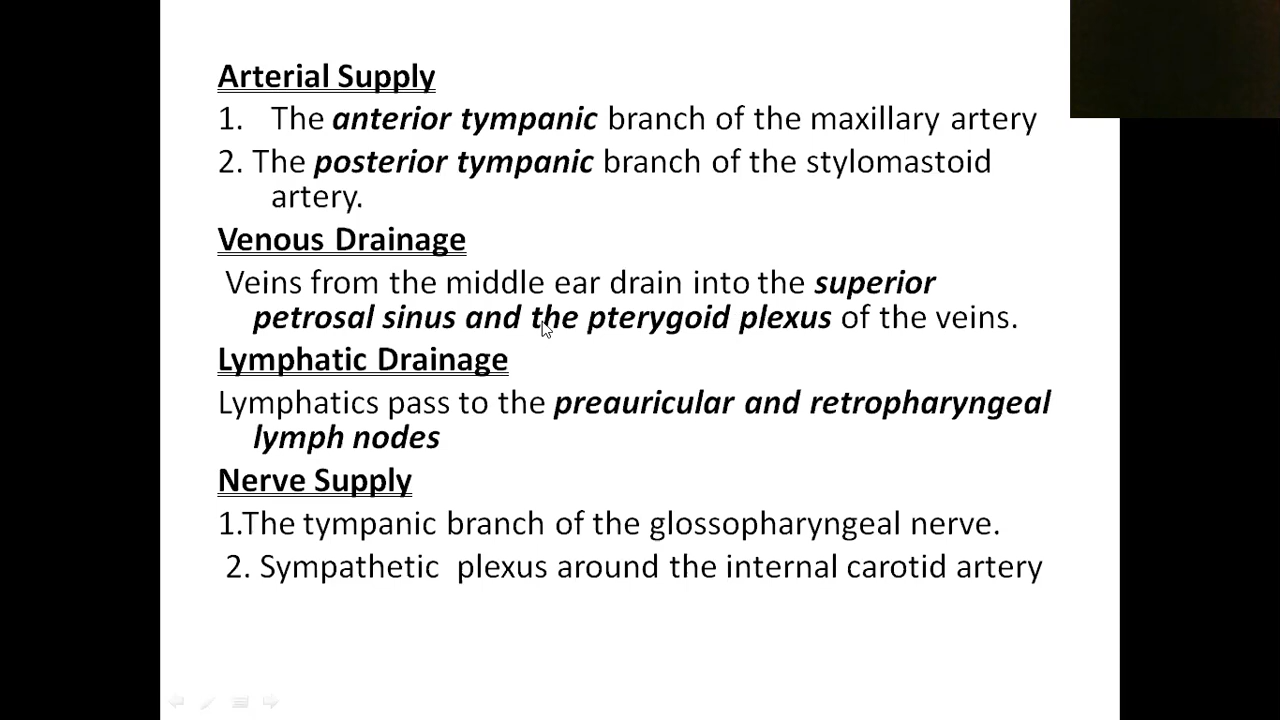 Arterial Supply
1. The anterior tympanic branch of the maxillary artery
2. The posterior tympanic branch of the stylomastoid
artery.
Venous Drainage
Veins from the middle ear drain into the superior
petrosal sinus and the pterygoid plexus of the veins.
Lymphatic Drainage
Lymphatics pass to the preauricular and retropharyngeal
lymph nodes
Nerve Supply
1.The tympanic branch of the glossopharyngeal nerve.
2. Sympathetic plexus around the internal carotid artery